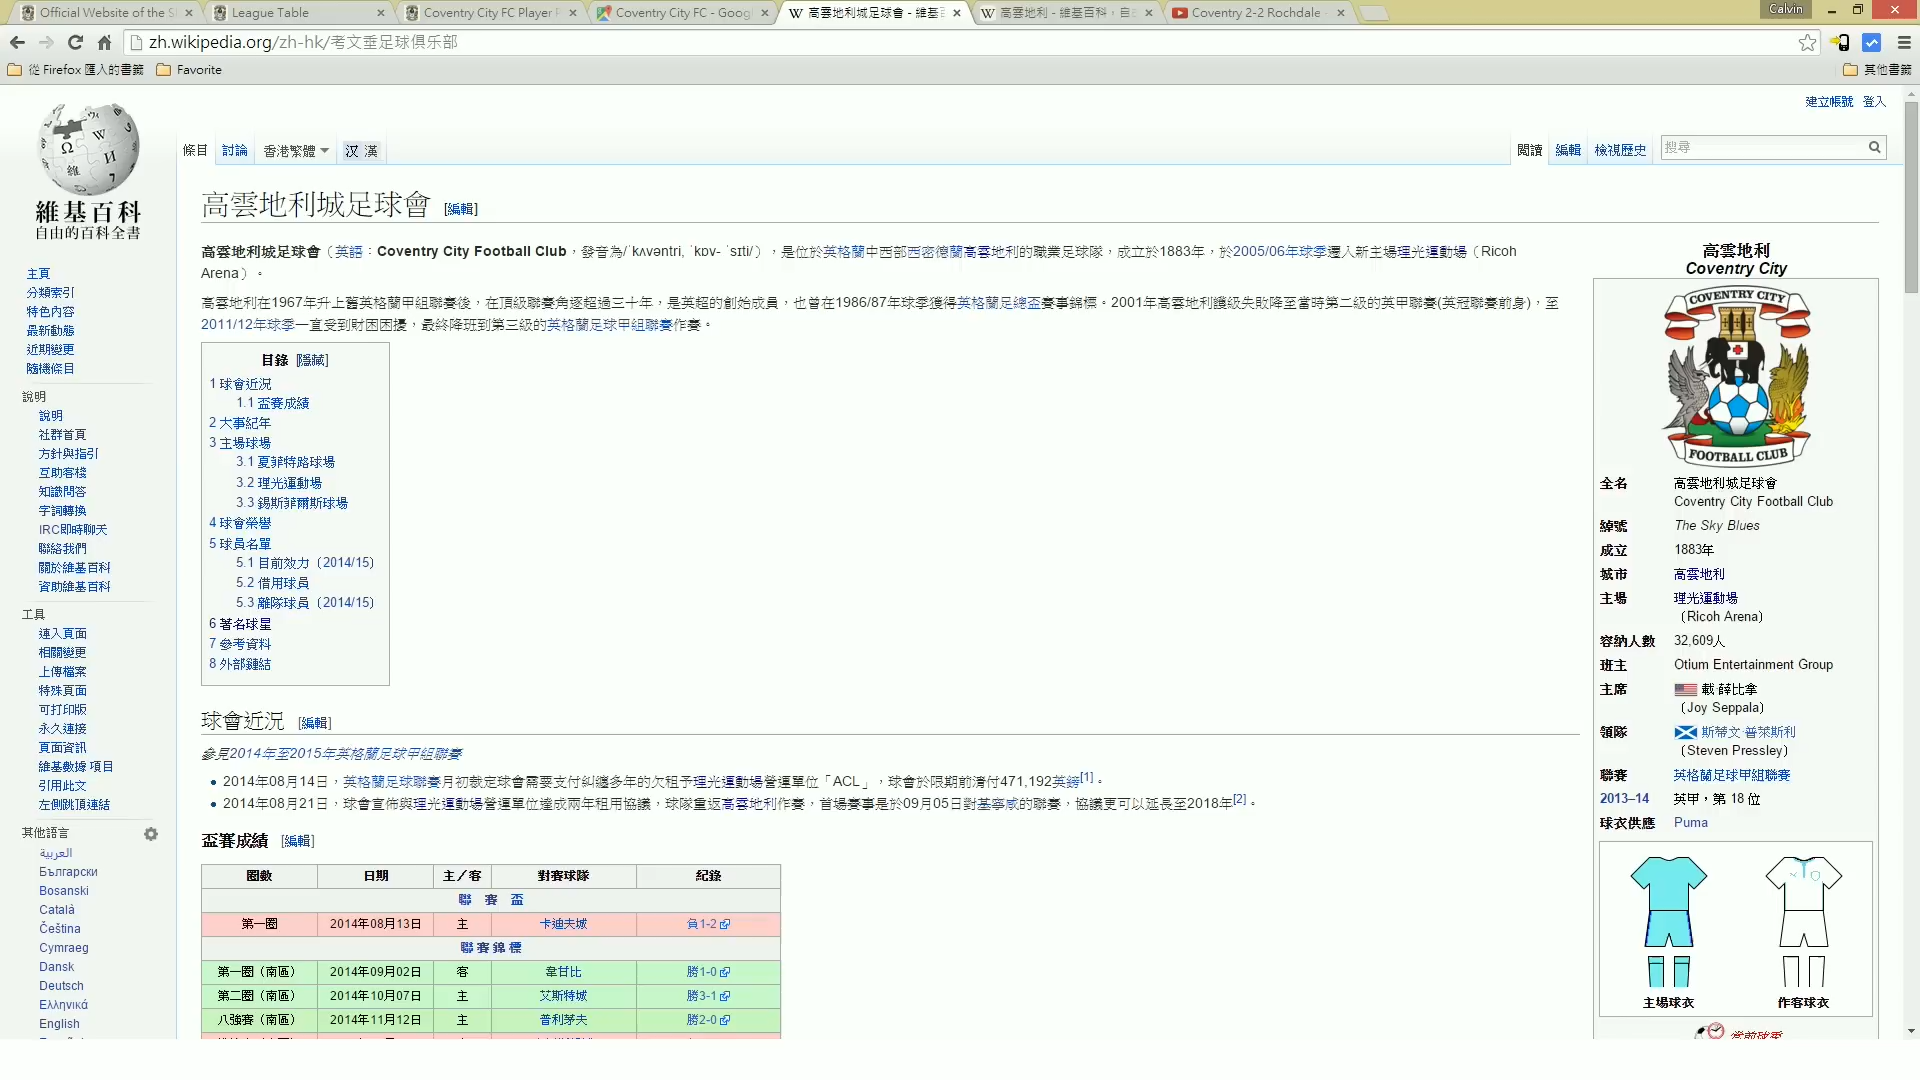 Official Website of the S
League Table
Coventry City FC Player
Coventry City FC - Goog
高雲地利城足球會 - 維基
高雲地利 - 維基百科，自
Coventry 2-2 Rochdale -
Calvin
zh.wikipedia.org/zh-hk/考文垂足球俱乐部
從 Firefox 匯入的書籤
Favorite
其他書籤
建立帳號 登入
維基百科
自由的百科全書
條目 討論 香港繁體 汉 漢
閱讀 編輯 檢視歷史 搜尋
主頁
分類索引
特色內容
最新動態
近期變更
隨機條目
說明
說明
社群首頁
方針與指引
互助客棧
知識問答
字詞轉換
IRC即時聊天
聯絡我們
關於維基百科
資助維基百科
工具
連入頁面
相關變更
上傳檔案
特殊頁面
可打印版
永久連接
頁面資訊
維基數據 項目
引用此文
左側跳頂連結
其他語言
العربية
Български
Bosanski
Català
Čeština
Cymraeg
Dansk
Deutsch
Ελληνικά
English
高雲地利城足球會 [編輯]
高雲地利城足球會（英語：Coventry City Football Club，發音為/ˈkʌvəntri, ˈkɒv- ˈsɪti/），是位於英格蘭中西部西密德蘭高雲地利的職業足球隊，成立於1883年，於2005/06年球季遷入新主場理光運動場（Ricoh
Arena）。
高雲地利在1967年升上舊英格蘭甲組聯賽後，在頂級聯賽角逐超過三十年，是英超的創始成員，也曾在1986/87年球季獲得英格蘭足總盃賽事錦標。2001年高雲地利護級失敗降至當時第二級的英甲聯賽(英冠聯賽前身)，至
2011/12年球季一直受到財困困擾，最終降班到第三級的英格蘭足球甲組聯賽作賽。
目錄 [隱藏]
1 球會近況
1.1 盃賽成績
2 大事紀年
3 主場球場
3.1 夏菲特路球場
3.2 理光運動場
3.3 錫斯菲爾斯球場
4 球會榮譽
5 球員名單
5.1 目前效力（2014/15）
5.2 借用球員
5.3 離隊球員（2014/15）
6 著名球星
7 參考資料
8 外部鏈結
球會近況 [編輯]
參見2014年至2015年英格蘭足球甲組聯賽
2014年08月14日，英格蘭足球聯賽月初裁定球會需要支付糾纏多年的欠租予理光運動場營運單位「ACL」，球會於限期前清付471,192英鎊[1]。
2014年08月21日，球會宣佈與理光運動場營運單位達成兩年租用協議，球隊重返高雲地利作賽，首場賽事是於09月05日對基寧咸的聯賽，協議更可以延長至2018年[2]。
盃賽成績 [編輯]
圈數 日期 主／客 對賽球隊 紀錄
聯 賽 盃
第一圈 2014年08月13日 主 卡迪夫城 負1-2
聯賽錦標
第一圈（南區） 2014年09月02日 客 韋甘比 勝1-0
第二圈（南區） 2014年10月07日 主 艾斯特城 勝3-1
八強賽（南區） 2014年11月12日 主 普利茅夫 勝2-0
高雲地利
Coventry City
COVENTRY CITY
FOOTBALL CLUB
全名 高雲地利城足球會
Coventry City Football Club
綽號 The Sky Blues
成立 1883年
城市 高雲地利
主場 理光運動場
（Ricoh Arena）
容納人數 32,609人
班主 Otium Entertainment Group
主席 載·薛比拿
（Joy Seppala）
領隊 斯蒂文·普萊斯利
（Steven Pressley）
聯賽 英格蘭足球甲組聯賽
2013–14 英甲，第 18 位
球衣供應 Puma
主場球衣 作客球衣
當前球季